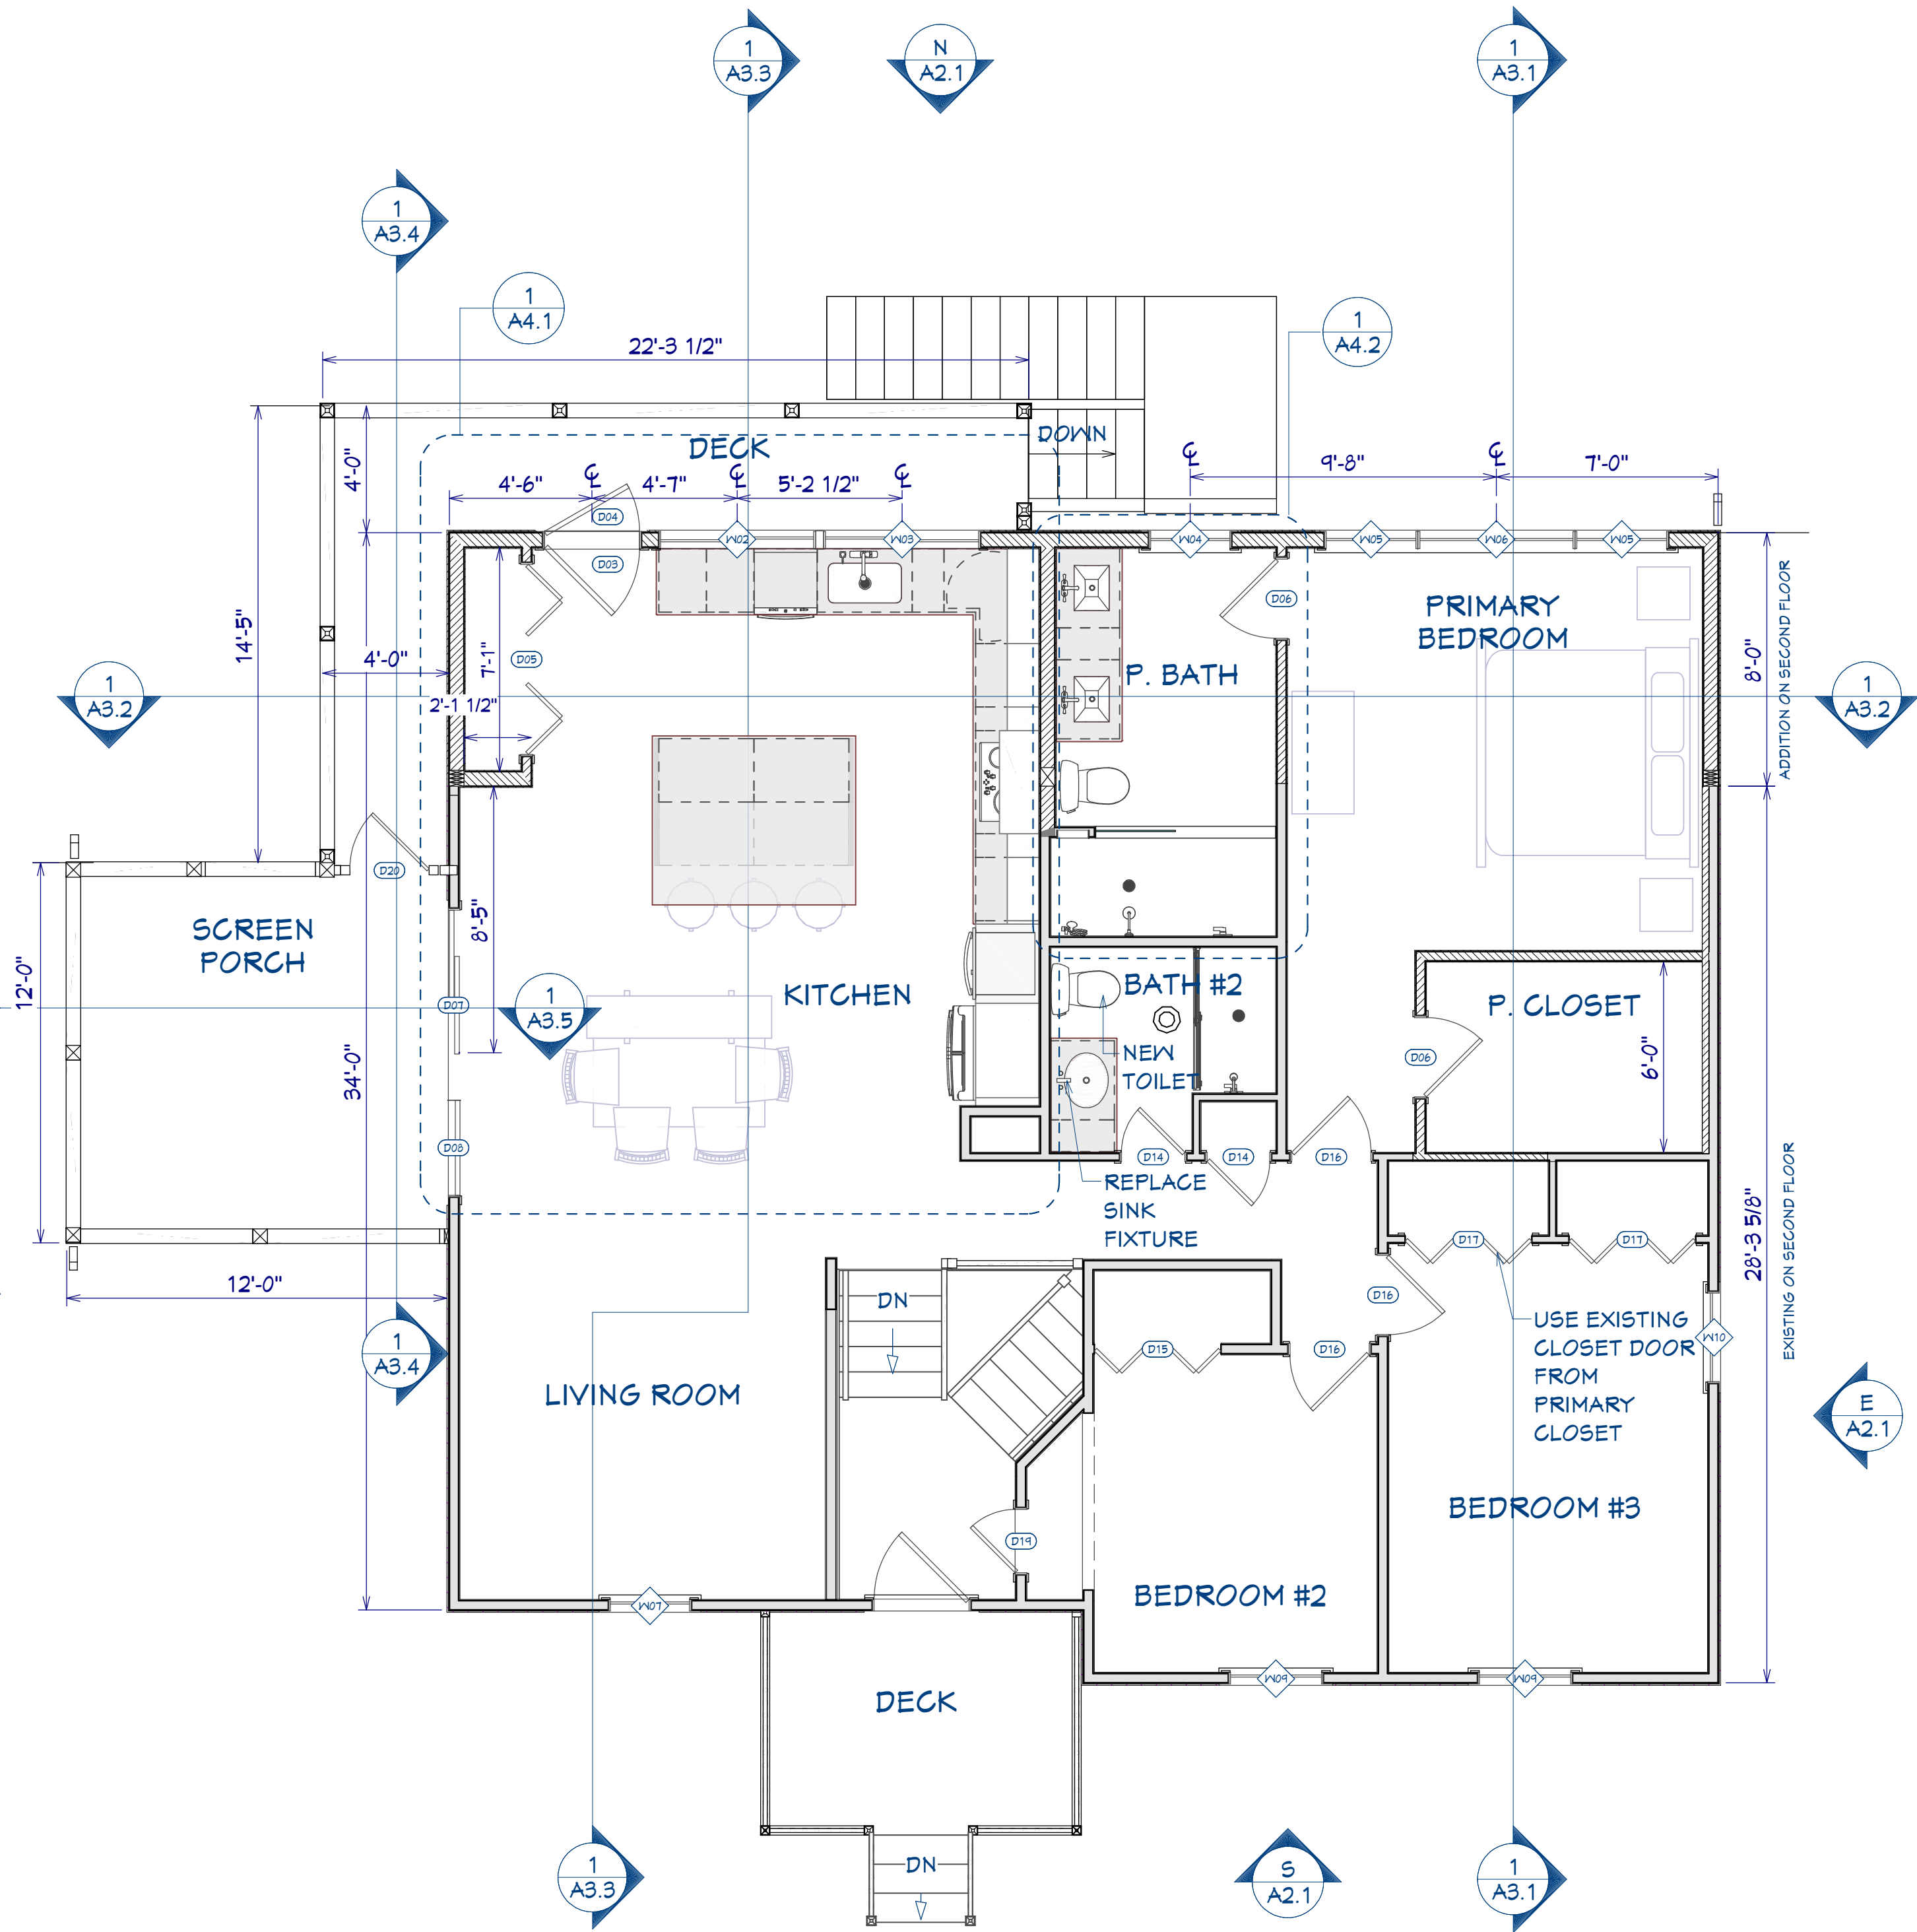 1
A3.3
N
A2.1
1
A3.1
1
A3.4
1
A4.1
1
A4.2
22'-3 1/2"
DECK
DOWN
4'-0"
4'-6"
℄
4'-7"
℄
5'-2 1/2"
℄
℄
9'-8"
℄
7'-0"
D04
W02
W03
W04
W05
W06
W05
D03
D06
14'-5"
4'-0"
7'-1"
D05
2'-1 1/2"
P. BATH
PRIMARY
BEDROOM
8'-0"
ADDITION ON SECOND FLOOR
1
A3.2
1
A3.2
D20
SCREEN
PORCH
12'-0"
8'-5"
D07
1
A3.5
KITCHEN
BATH #2
P. CLOSET
D06
6'-0"
NEW
TOILET
34'-0"
D08
D14
D14
D16
REPLACE
SINK
FIXTURE
D17
D17
28'-3 5/8"
EXISTING ON SECOND FLOOR
12'-0"
DN
D16
1
A3.4
D15
D16
USE EXISTING
CLOSET DOOR
FROM
PRIMARY
CLOSET
W10
LIVING ROOM
E
A2.1
BEDROOM #3
D19
BEDROOM #2
W07
W09
W09
DECK
DN
1
A3.3
S
A2.1
1
A3.1